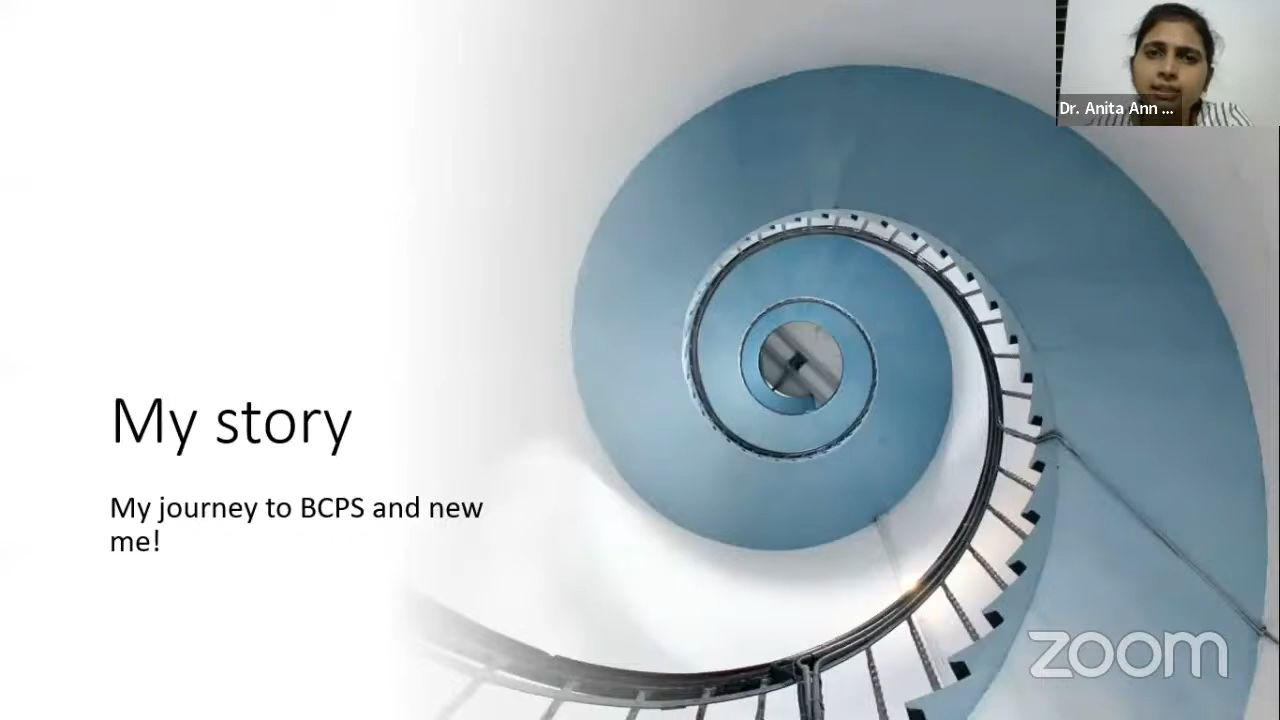 Dr. Anita Ann ...
My story
My journey to BCPS and new
me!
zoom